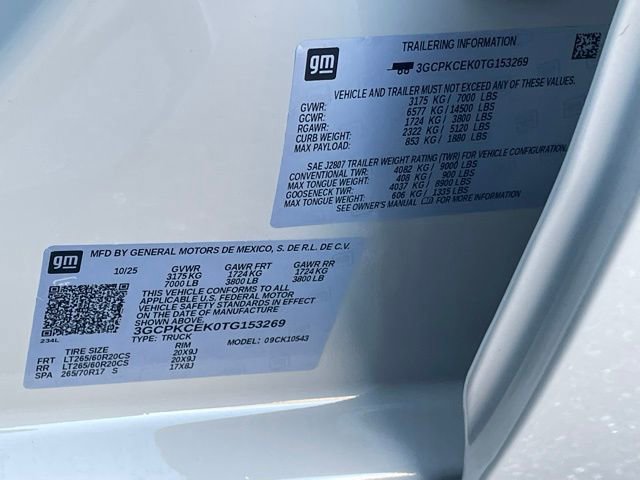 gm
TRAILERING INFORMATION
3GCPKCEK0TG153269
VEHICLE AND TRAILER MUST NOT EXCEED ANY OF THESE VALUES
GVWR: 3175 KG / 7000 LBS
GCWR: 6577 KG / 14500 LBS
RGAWR: 1724 KG / 3800 LBS
CURB WEIGHT: 2322 KG / 5120 LBS
MAX PAYLOAD: 853 KG / 1880 LBS
SAE J2807 TRAILER WEIGHT RATING (TWR) FOR VEHICLE CONFIGURATION.
CONVENTIONAL TWR: 4082 KG / 9000 LBS
MAX TONGUE WEIGHT: 408 KG / 900 LBS
GOOSENECK TWR: 4037 KG / 8900 LBS
MAX TONGUE WEIGHT: 606 KG / 1335 LBS
SEE OWNER'S MANUAL FOR MORE INFORMATION
gm
MFD BY GENERAL MOTORS DE MEXICO, S. DE R.L. DE C.V.
10/25 GVWR GAWR FRT GAWR RR
3175 KG 1724 KG 1724 KG
7000 LB 3800 LB 3800 LB
THIS VEHICLE CONFORMS TO ALL
APPLICABLE U.S. FEDERAL MOTOR
VEHICLE SAFETY STANDARDS IN EFFECT
ON THE DATE OF MANUFACTURE
SHOWN ABOVE.
3GCPKCEK0TG153269
234L
TYPE: TRUCK MODEL: 09CK10543
TIRE SIZE RIM
FRT LT265/60R20CS 20X9J
RR LT265/60R20CS 20X9J
SPA 265/70R17 S 17X8J